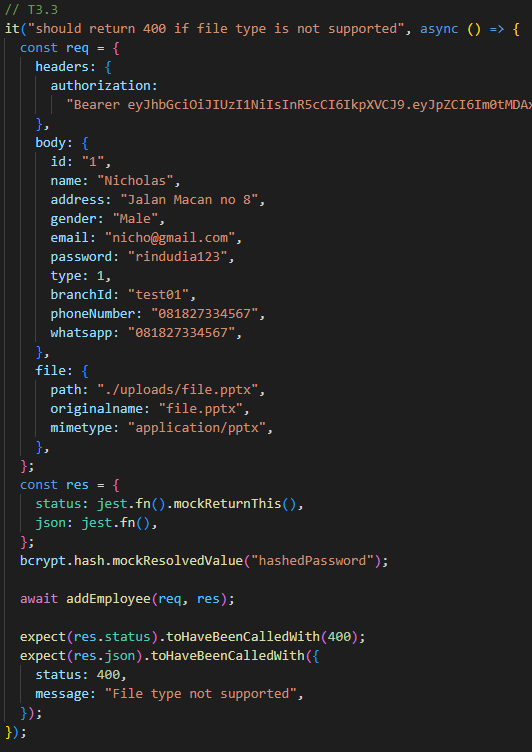 // T3.3
it("should return 400 if file type is not supported", async () => {
  const req = {
    headers: {
      authorization:
        "Bearer eyJhbGciOiJIUzI1NiIsInR5cCI6IkpXVCJ9.eyJpZCI6Im0tMDAx
    },
    body: {
      id: "1",
      name: "Nicholas",
      address: "Jalan Macan no 8",
      gender: "Male",
      email: "nicho@gmail.com",
      password: "rindudia123",
      type: 1,
      branchId: "test01",
      phoneNumber: "081827334567",
      whatsapp: "081827334567",
    },
    file: {
      path: "./uploads/file.pptx",
      originalname: "file.pptx",
      mimetype: "application/pptx",
    },
  };
  const res = {
    status: jest.fn().mockReturnThis(),
    json: jest.fn(),
  };
  bcrypt.hash.mockResolvedValue("hashedPassword");

  await addEmployee(req, res);

  expect(res.status).toHaveBeenCalledWith(400);
  expect(res.json).toHaveBeenCalledWith({
    status: 400,
    message: "File type not supported",
  });
});